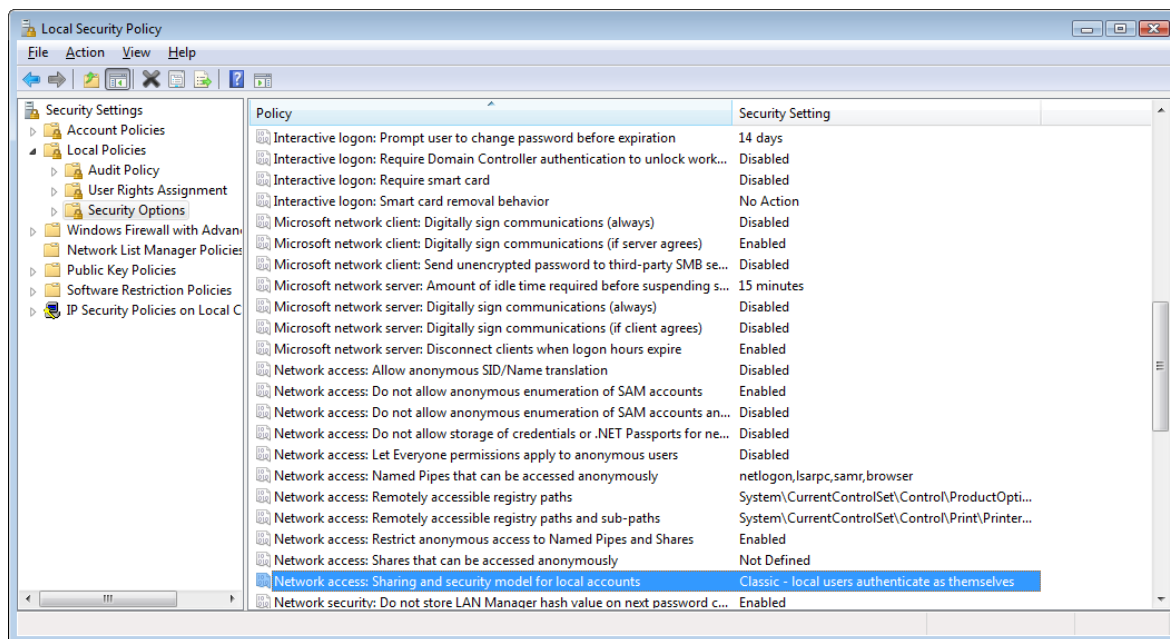 Local Security Policy
File Action View Help
Security Settings
Account Policies
Local Policies
Audit Policy
User Rights Assignment
Security Options
Windows Firewall with Advan
Network List Manager Policies
Public Key Policies
Software Restriction Policies
IP Security Policies on Local C
Policy Security Setting
Interactive logon: Prompt user to change password before expiration 14 days
Interactive logon: Require Domain Controller authentication to unlock work... Disabled
Interactive logon: Require smart card Disabled
Interactive logon: Smart card removal behavior No Action
Microsoft network client: Digitally sign communications (always) Disabled
Microsoft network client: Digitally sign communications (if server agrees) Enabled
Microsoft network client: Send unencrypted password to third-party SMB se... Disabled
Microsoft network server: Amount of idle time required before suspending s... 15 minutes
Microsoft network server: Digitally sign communications (always) Disabled
Microsoft network server: Digitally sign communications (if client agrees) Disabled
Microsoft network server: Disconnect clients when logon hours expire Enabled
Network access: Allow anonymous SID/Name translation Disabled
Network access: Do not allow anonymous enumeration of SAM accounts Enabled
Network access: Do not allow anonymous enumeration of SAM accounts an... Disabled
Network access: Do not allow storage of credentials or .NET Passports for ne... Disabled
Network access: Let Everyone permissions apply to anonymous users Disabled
Network access: Named Pipes that can be accessed anonymously netlogon,lsarpc,samr,browser
Network access: Remotely accessible registry paths System\CurrentControlSet\Control\ProductOpti...
Network access: Remotely accessible registry paths and sub-paths System\CurrentControlSet\Control\Print\Printer...
Network access: Restrict anonymous access to Named Pipes and Shares Enabled
Network access: Shares that can be accessed anonymously Not Defined
Network access: Sharing and security model for local accounts Classic - local users authenticate as themselves
Network security: Do not store LAN Manager hash value on next password c... Enabled